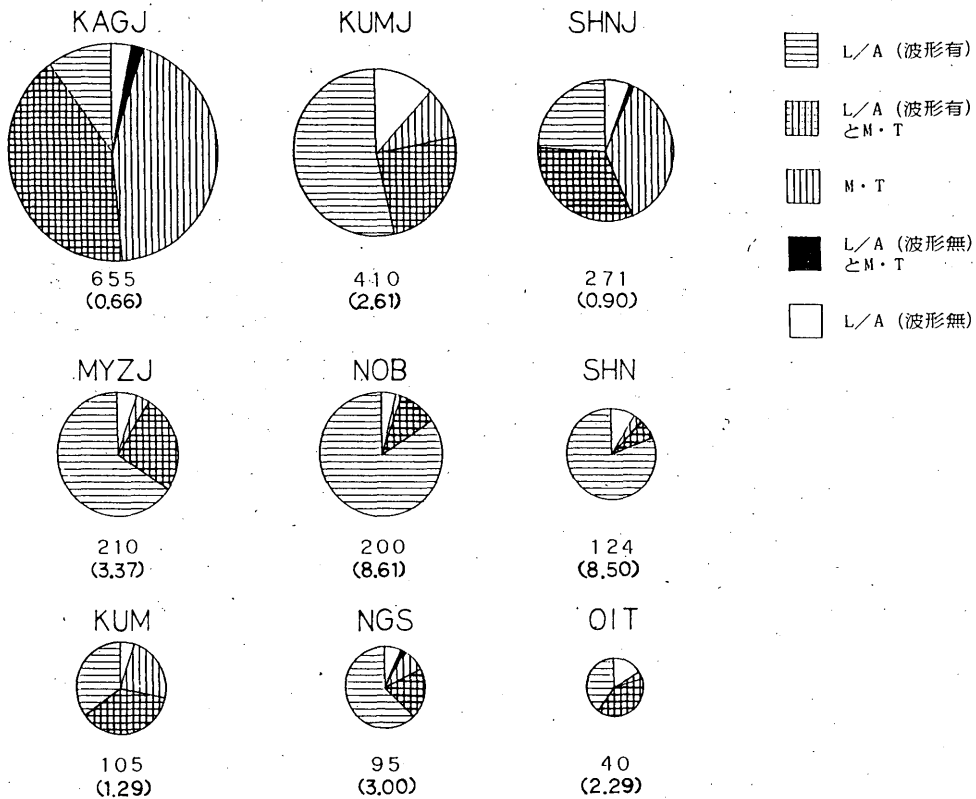 KAGJ
655
(0.66)
KUMJ
410
(2.61)
SHNJ
271
(0.90)
L/A (波形有)
L/A (波形有)
とM・T
M・T
L/A (波形無)
とM・T
L/A (波形無)
MYZJ
210
(3.37)
NOB
200
(8.61)
SHN
124
(8.50)
KUM
105
(1.29)
NGS
95
(3.00)
OIT
40
(2.29)